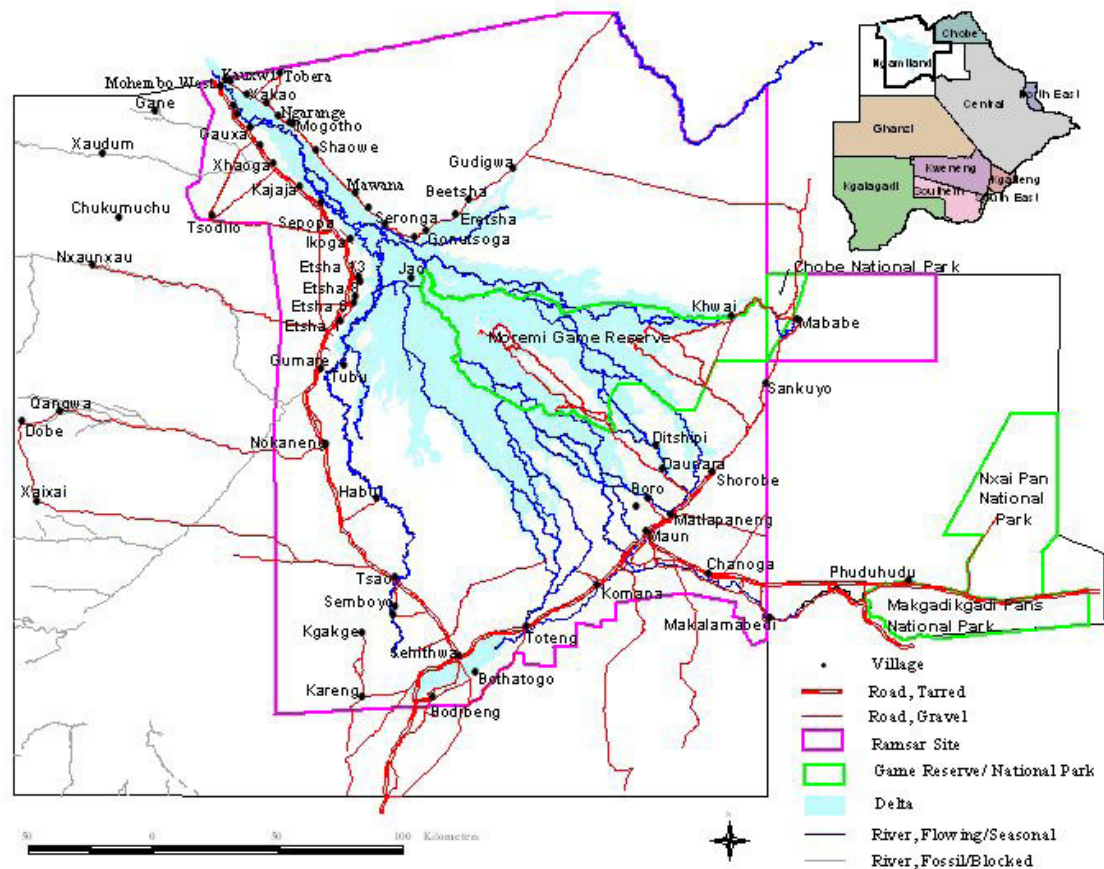 Chobe
Ngamiland
North East
Central
Ghanzi
Kweneng
Kgatleng
Kgalagadi
Southern
South East
Kauxwi
Tobera
Mohembo West
Xakao
Gane
Ngarange
Mogotho
Gauxa
Shaowe
Xaudum
Xhaoga
Gudigwa
Kajaja
Mawana
Beetsha
Chukumuchu
Seronga
Eretsha
Tsodilo
Sepopa
Gonutsoga
Ikoga
Nxaunxau
Etsha 13
Jao
Chobe National Park
Etsha 8
Etsha 6
Khwai
Mababe
Etsha 1
Moremi Game Reserve
Gumare
Tubu
Sankuyo
Qangwa
Dobe
Nokaneng
Ditshipi
Daunara
Nxai Pan
National
Park
Xaixai
Habu
Boro
Shorobe
Matlapaneng
Maun
Tsao
Chanoga
Phuduhudu
Semboyo
Komana
Makgadikgadi Pans
National Park
Kgakge
Toteng
Makalamabedi
Sehithwa
Bothatogo
Kareng
Bodibeng
Village
Road, Tarred
Road, Gravel
Ramsar Site
Game Reserve/ National Park
Delta
River, Flowing/Seasonal
River, Fossil/Blocked
50 0 50 100 Kilometers
N